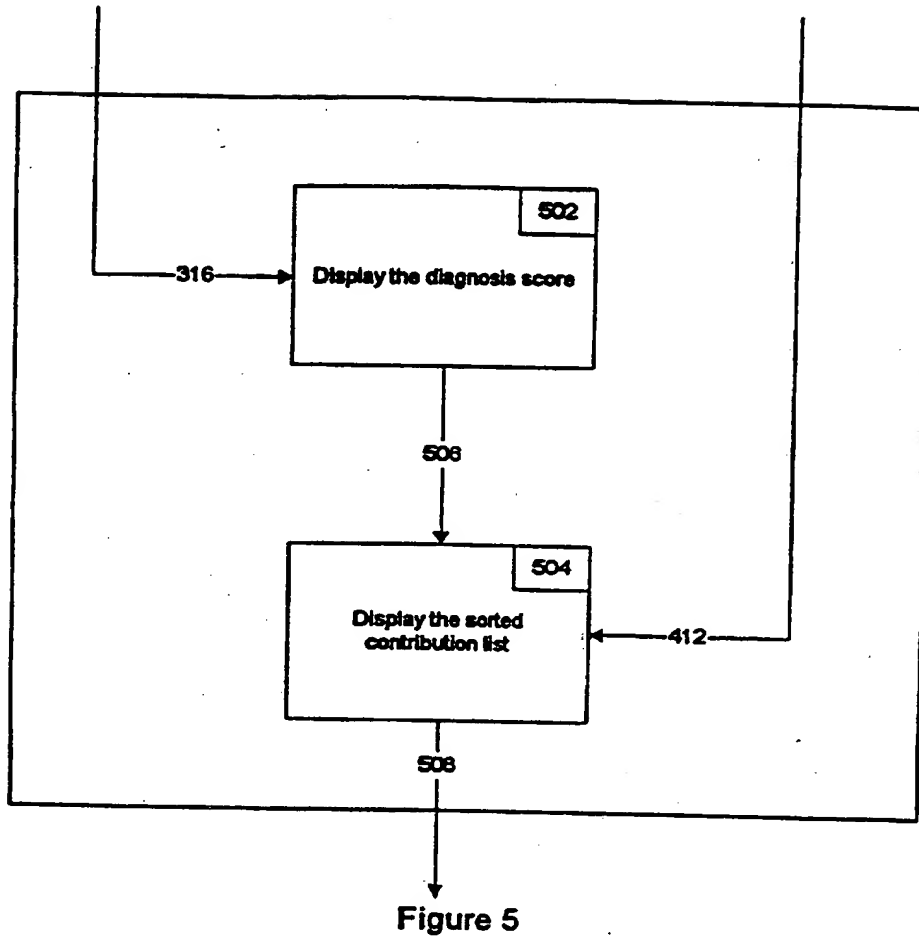 502
Display the diagnosis score
316
506
504
Display the sorted
contribution list
412
508
Figure 5